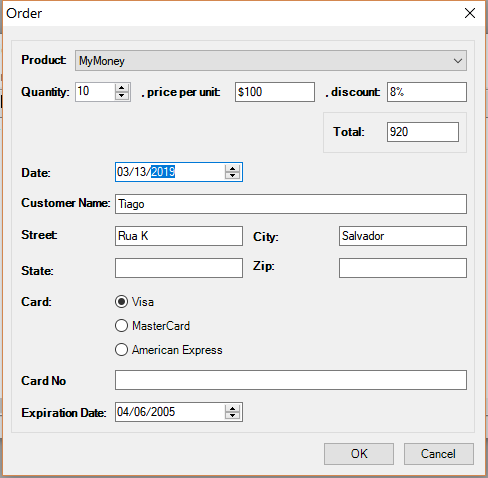 Order
Product: MyMoney
Quantity: 10 , price per unit: $100 , discount: 8%
Total: 920
Date: 03/13/2019
Customer Name: Tiago
Street: Rua K City: Salvador
State: Zip:
Card: Visa
MasterCard
American Express
Card No
Expiration Date: 04/06/2005
OK Cancel